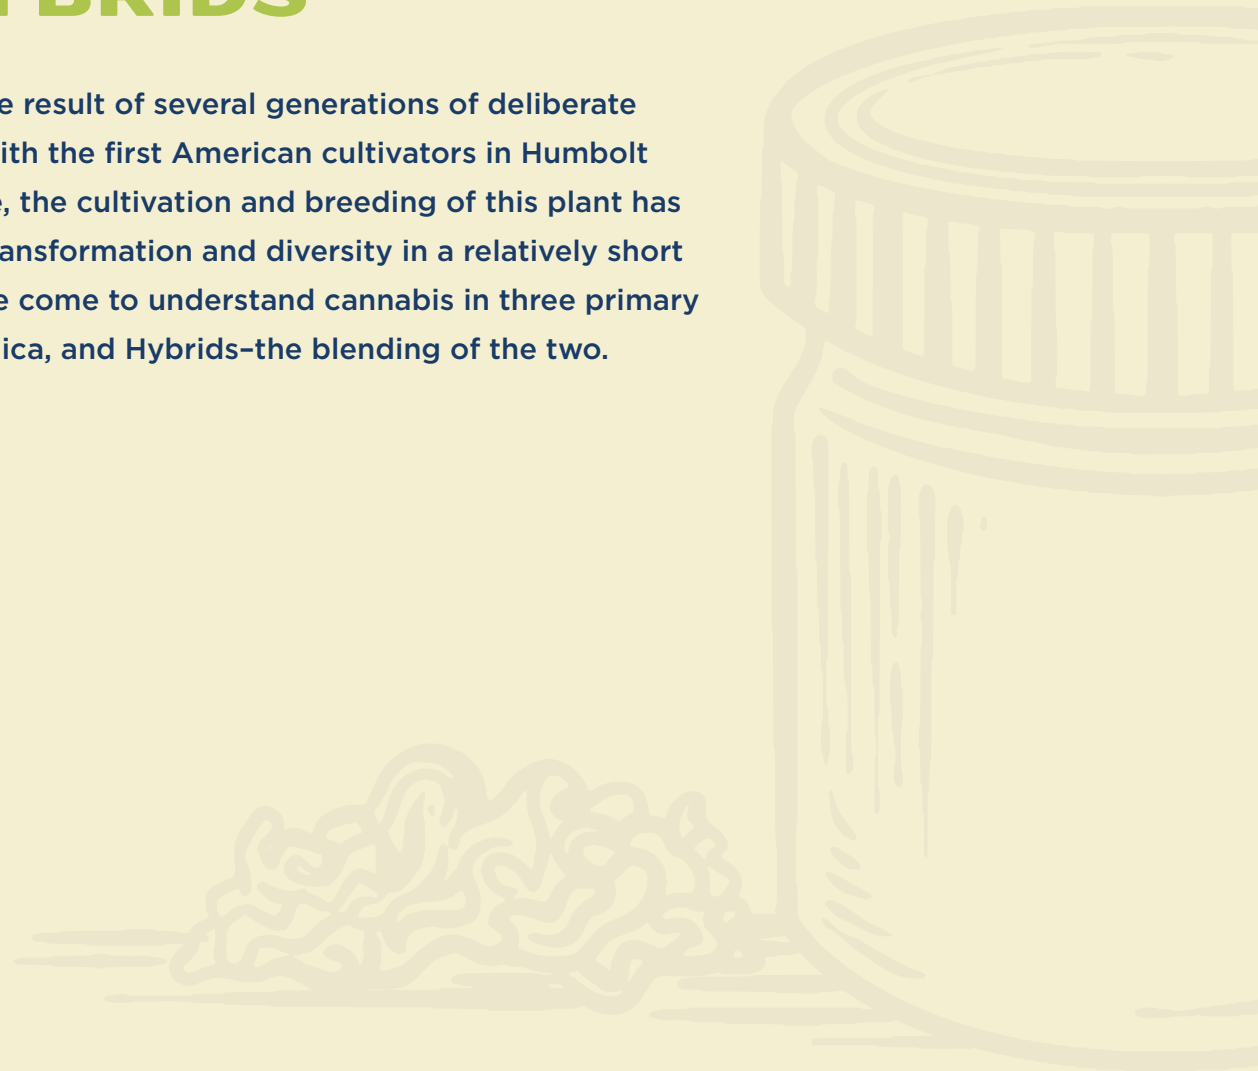 YBRIDS
e result of several generations of deliberate
ith the first American cultivators in Humbolt
e, the cultivation and breeding of this plant has
ansformation and diversity in a relatively short
e come to understand cannabis in three primary
ica, and Hybrids–the blending of the two.